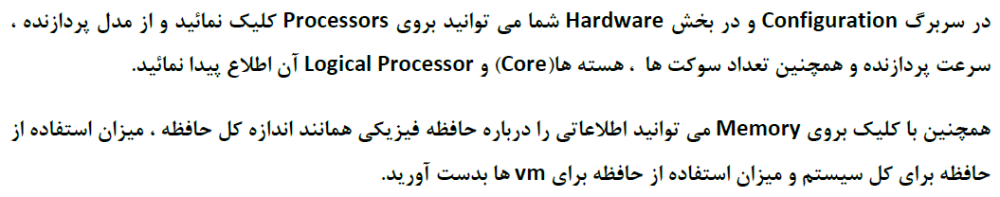 در سربرگ Configuration و در بخش Hardware شما می توانید بروی Processors کلیک نمائید و از مدل پردازنده ،
سرعت پردازنده و همچنین تعداد سوکت ها ، هسته ها(Core) و Logical Processor آن اطلاع پیدا نمائید.
همچنین با کلیک بروی Memory می توانید اطلاعاتی را درباره حافظه فیزیکی همانند اندازه کل حافظه ، میزان استفاده از
حافظه برای کل سیستم و میزان استفاده از حافظه برای vm ها بدست آورید.